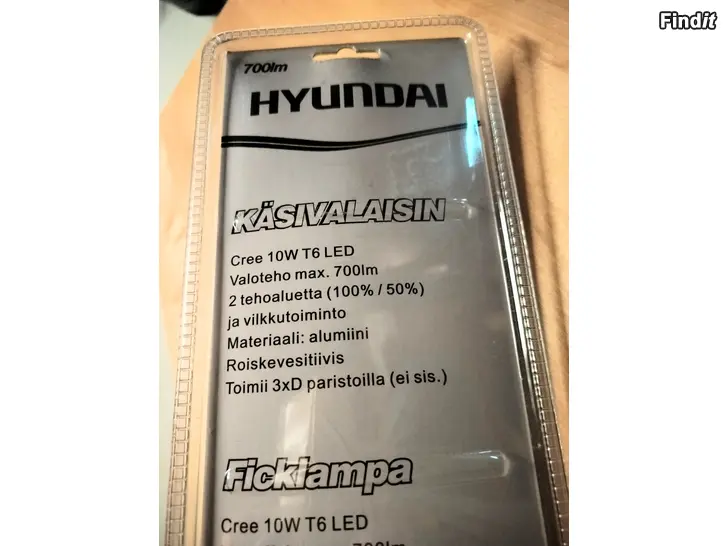 Findit
700lm
HYUNDAI
KÄSIVALAISIN
Cree 10W T6 LED
Valoteho max. 700lm
2 tehoaluetta (100% / 50%)
ja vilkkutoiminto
Materiaali: alumiini
Roiskevesitiivis
Toimii 3xD paristoilla (ei sis.)
Ficklampa
Cree 10W T6 LED
700lm